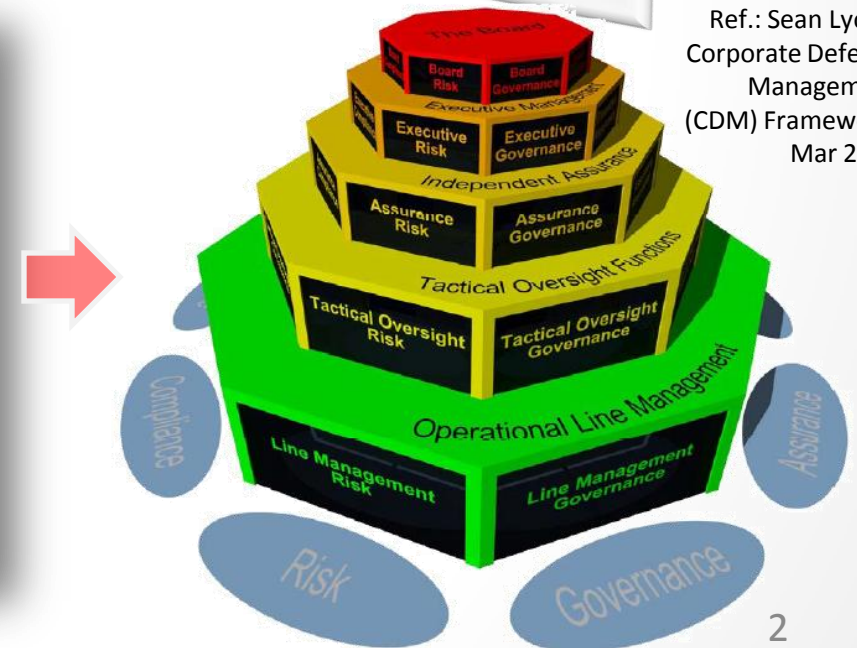 Ref.: Sean Lyo
Corporate Defe
Managem
(CDM) Framew
Mar 2
The Board
Board
Risk
Board
Governance
Executive Management
Executive
Risk
Executive
Governance
Independent Assurance
Assurance
Risk
Assurance
Governance
Tactical Oversight Functions
Tactical Oversight
Risk
Tactical Oversight
Governance
Operational Line Management
Line Management
Risk
Line Management
Governance
Compliance
Assurance
Risk
Governance
2